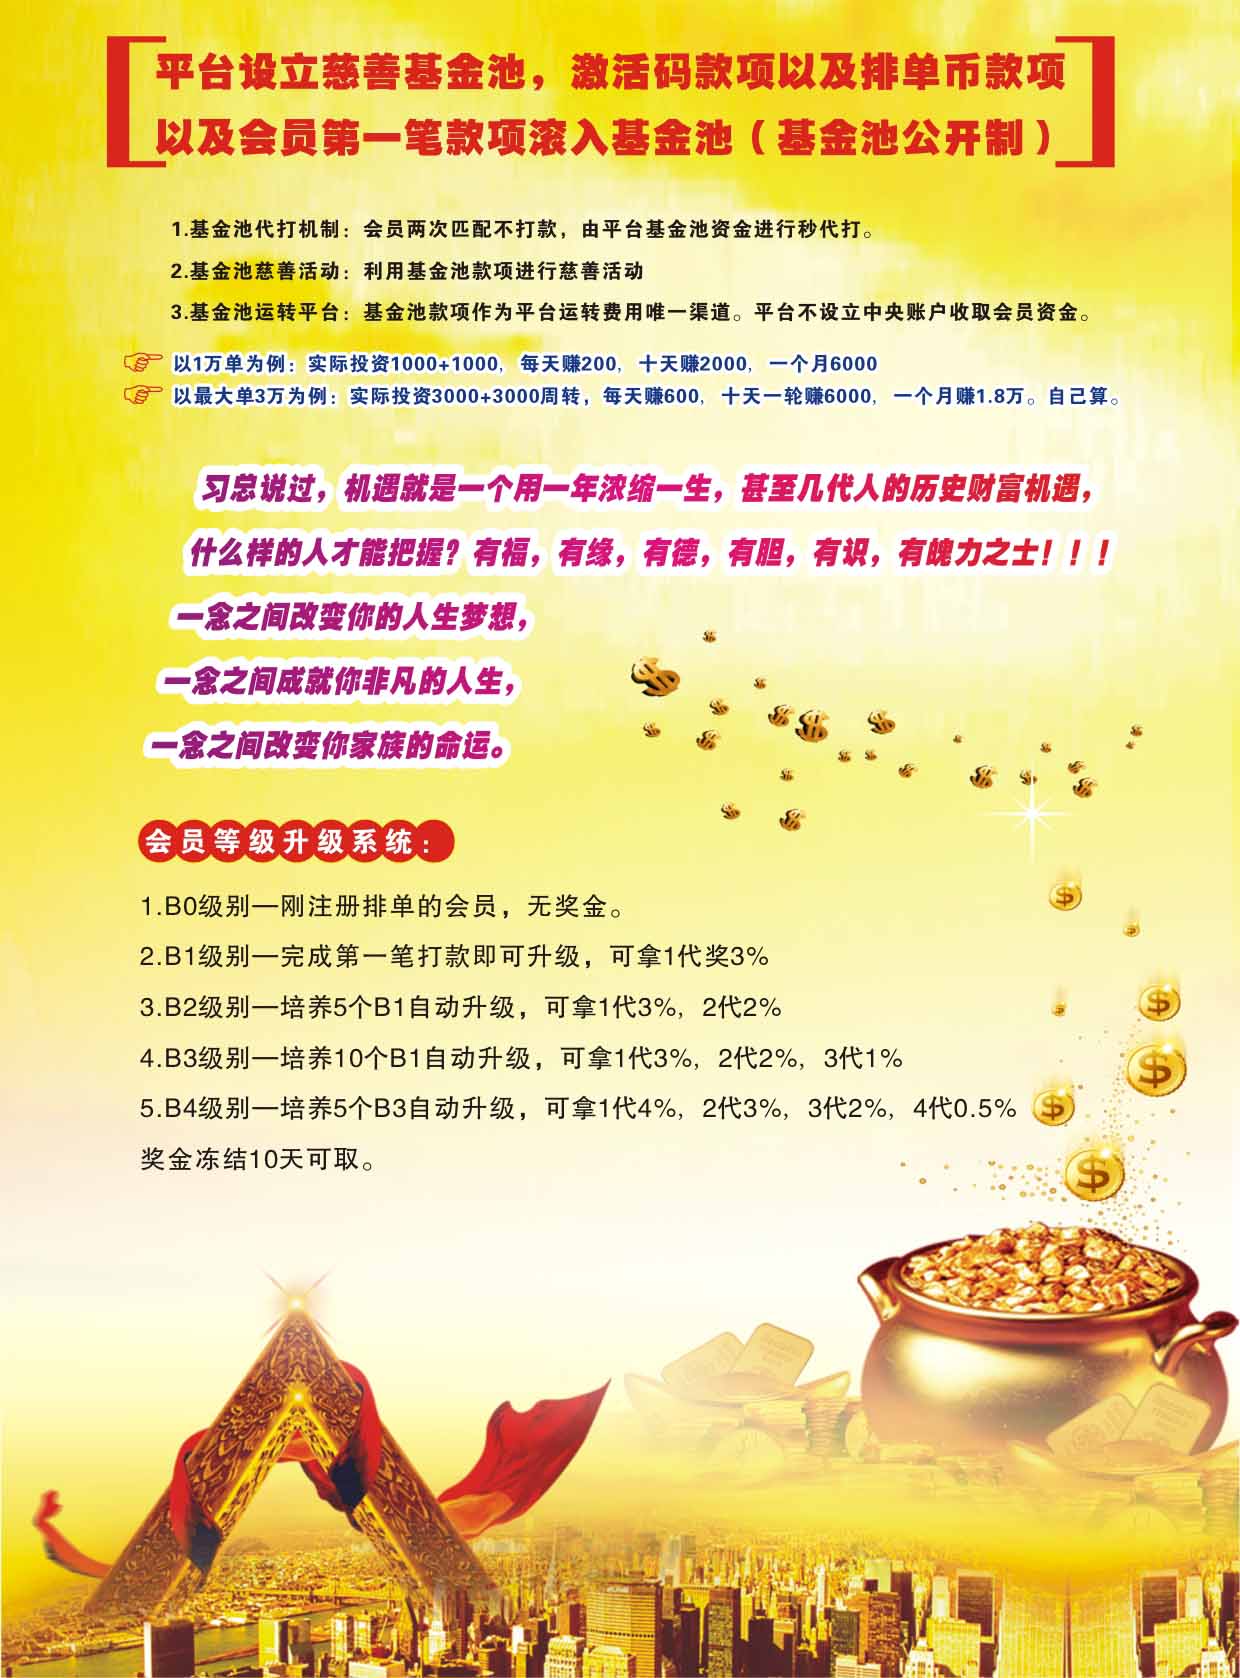 平台设立慈善基金池，激活码款项以及排单币款项
以及会员第一笔款项滚入基金池（基金池公开制）
1.基金池代打机制：会员两次匹配不打款，由平台基金池资金进行秒代打。
2.基金池慈善活动：利用基金池款项进行慈善活动
3.基金池运转平台：基金池款项作为平台运转费用唯一渠道。平台不设立中央账户收取会员资金。
以1万单为例：实际投资1000+1000，每天赚200，十天赚2000，一个月6000
以最大单3万为例：实际投资3000+3000周转，每天赚600，十天一轮赚6000，一个月赚1.8万。自己算。
习总说过，机遇就是一个用一年浓缩一生，甚至几代人的历史财富机遇，
什么样的人才能把握？有福，有缘，有德，有胆，有识，有魄力之士！！！
一念之间改变你的人生梦想，
一念之间成就你非凡的人生，
一念之间改变你家族的命运。
会员等级升级系统：
1.B0级别—刚注册排单的会员，无奖金。
2.B1级别—完成第一笔打款即可升级，可拿1代奖3%
3.B2级别—培养5个B1自动升级，可拿1代3%，2代2%
4.B3级别—培养10个B1自动升级，可拿1代3%，2代2%，3代1%
5.B4级别—培养5个B3自动升级，可拿1代4%，2代3%，3代2%，4代0.5%
奖金冻结10天可取。